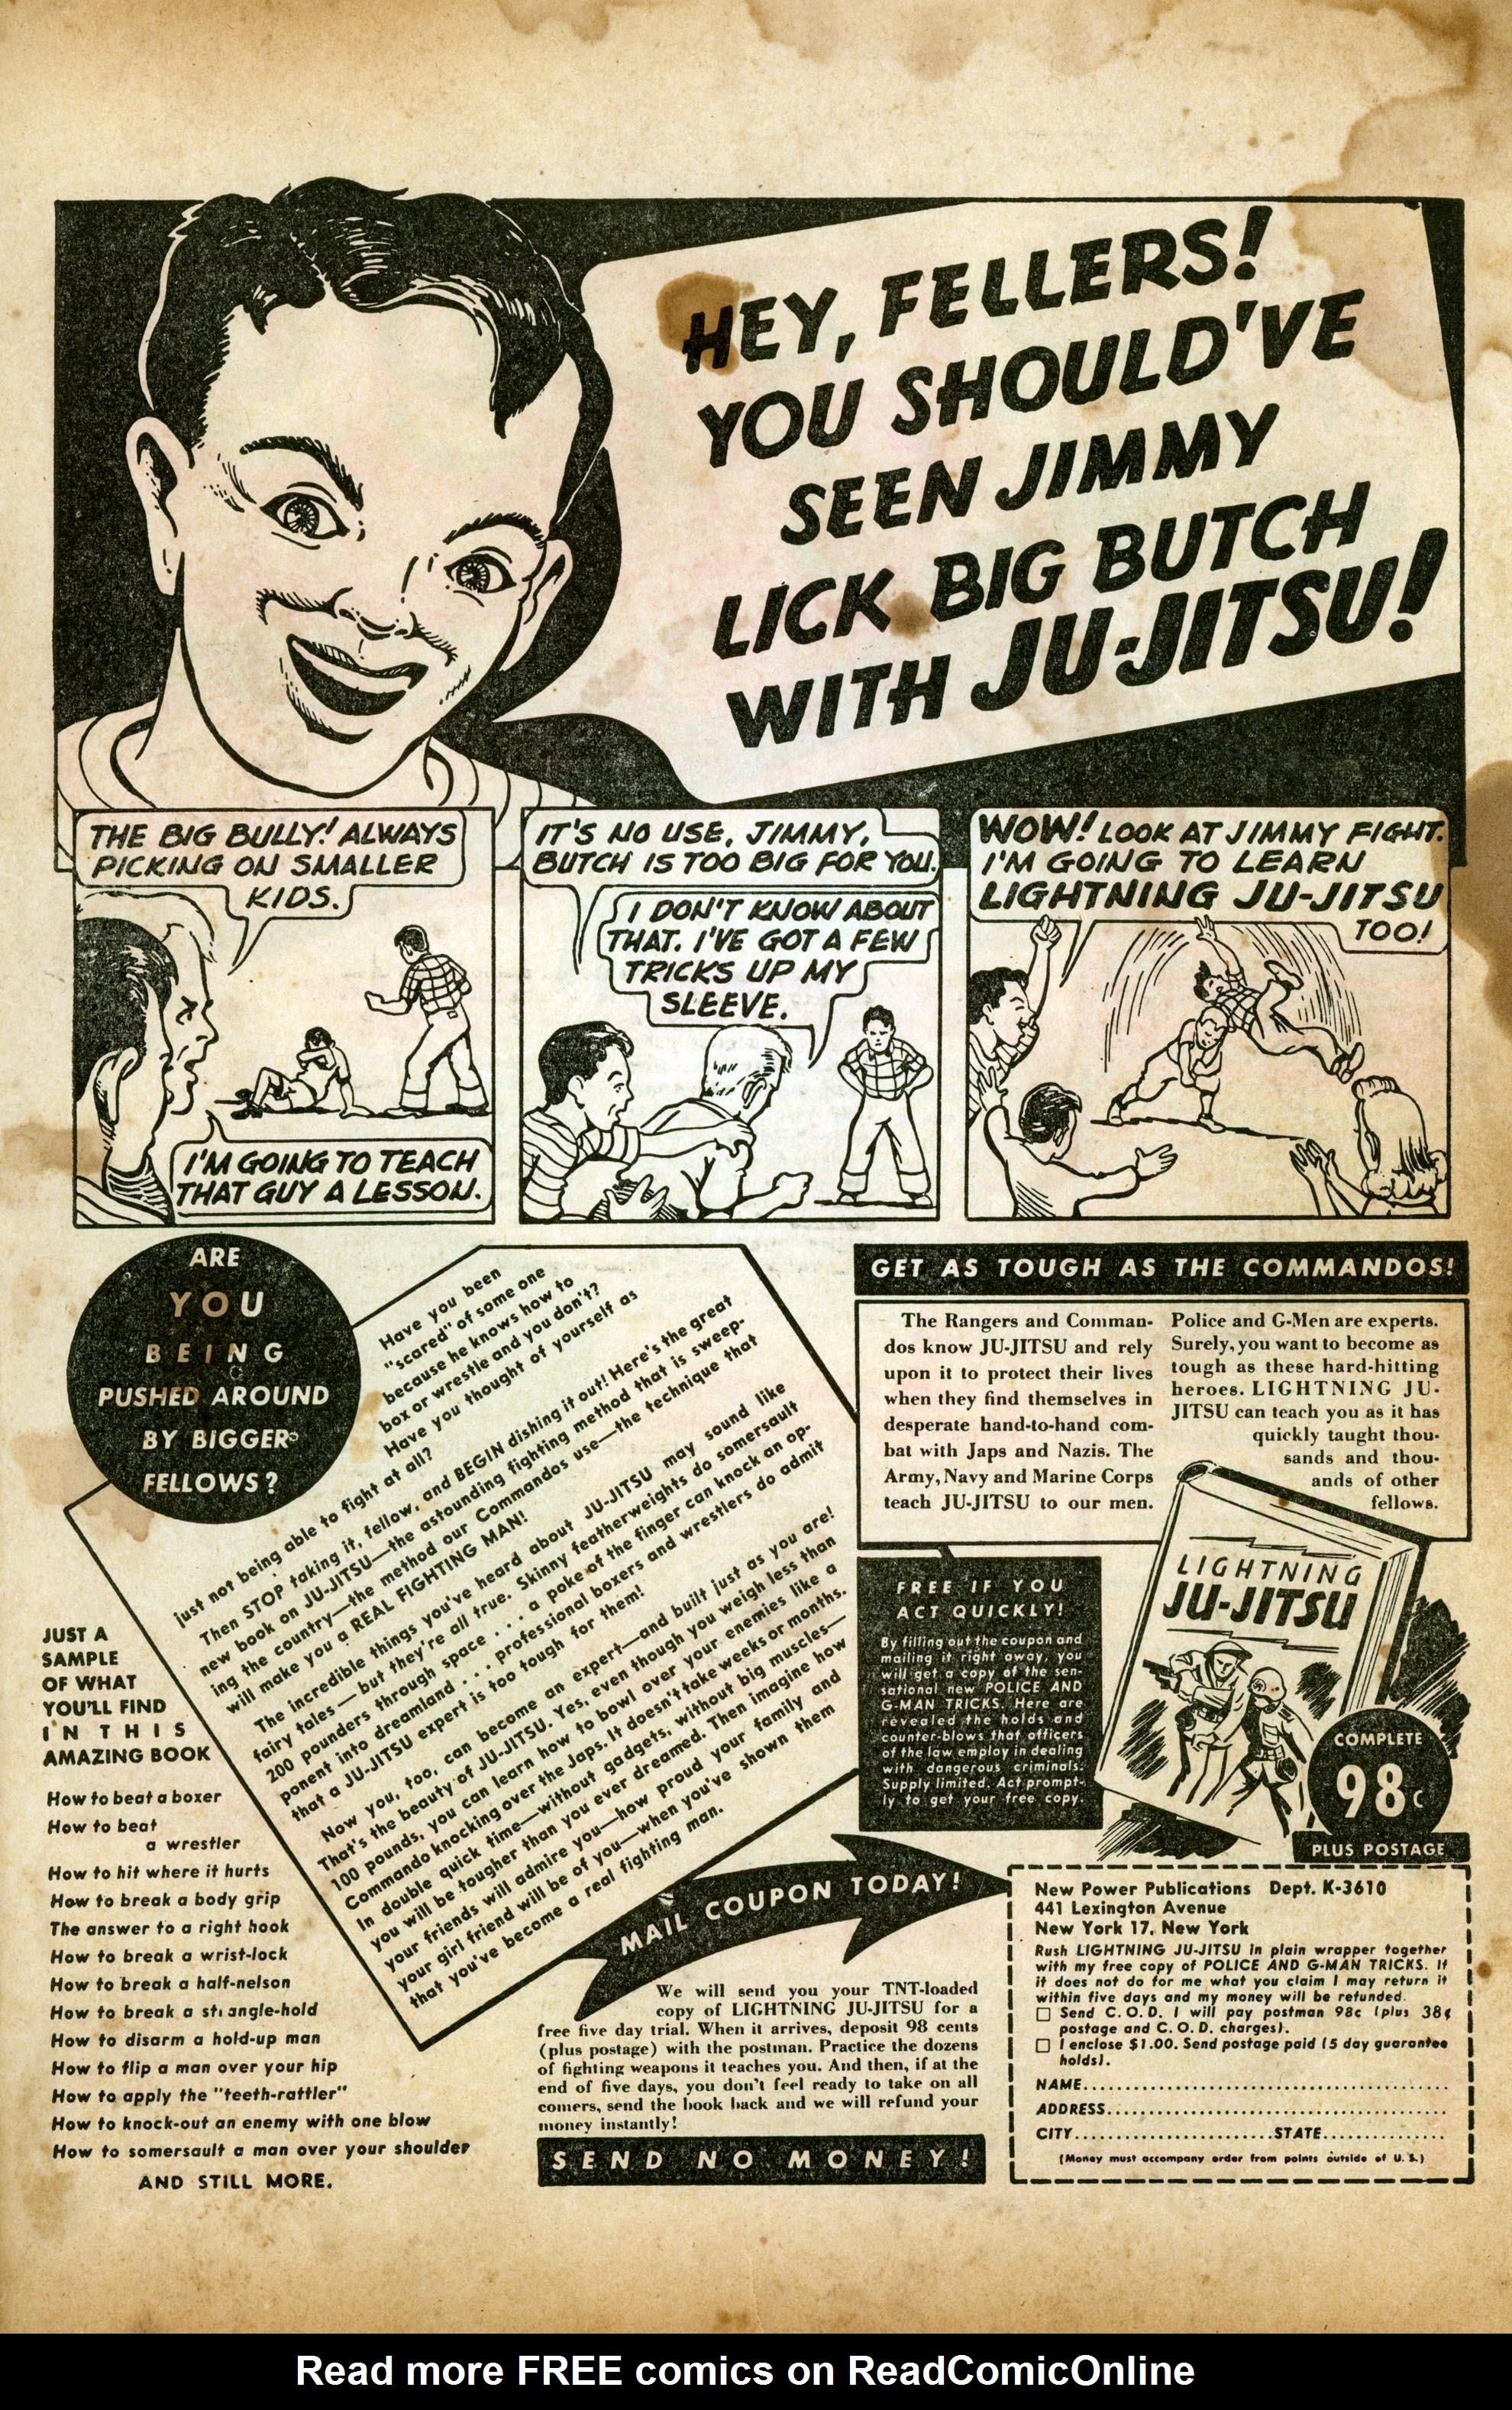 HEY, FELLERS!
YOU SHOULD'VE
SEEN JIMMY
LICK BIG BUTCH
WITH JU-JITSU!
THE BIG BULLY! ALWAYS
PICKING ON SMALLER
KIDS.
I'M GOING TO TEACH
THAT GUY A LESSON.
IT'S NO USE, JIMMY,
BUTCH IS TOO BIG FOR YOU.
I DON'T KNOW ABOUT
THAT. I'VE GOT A FEW
TRICKS UP MY
SLEEVE.
WOW! LOOK AT JIMMY FIGHT.
I'M GOING TO LEARN
LIGHTNING JU-JITSU
TOO!
ARE
YOU
BEING
PUSHED AROUND
BY BIGGER
FELLOWS?
Have you been
"scared" of some one
because he knows how to
box or wrestle and you don't?
Have you thought of yourself as
just not being able to fight at all?
Then STOP taking it, fellow, and BEGIN dishing it out! Here's the great
new book on JU-JITSU—the astounding fighting method that is sweep-
ing the country—the method our Commandos use—the technique that
will make you a REAL FIGHTING MAN!
The incredible things you've heard about JU-JITSU may sound like
fairy tales—but they're all true. Skinny featherweights do somersault
200 pounders through space . . . a poke of the finger can knock an op-
ponent into dreamland . . . professional boxers and wrestlers do admit
that a JU-JITSU expert is too tough for them!
Now you, too, can become an expert—and built just as you are!
That's the beauty of JU-JITSU. Yes, even though you weigh less than
100 pounds, you can learn how to bowl over your enemies like a
Commando knocking over the Japs. It doesn't take weeks or months.
In double quick time—without gadgets, without big muscles—
you will be tougher than you ever dreamed. Then imagine how
your friends will admire you—how proud your family and
your girl friend will be of you—when you've shown them
that you've become a real fighting man.
JUST A
SAMPLE
OF WHAT
YOU'LL FIND
IN THIS
AMAZING BOOK
How to beat a boxer
How to beat
a wrestler
How to hit where it hurts
How to break a body grip
The answer to a right hook
How to break a wrist-lock
How to break a half-nelson
How to break a strangle-hold
How to disarm a hold-up man
How to flip a man over your hip
How to apply the "teeth-rattler"
How to knock-out an enemy with one blow
How to somersault a man over your shoulder
AND STILL MORE.
GET AS TOUGH AS THE COMMANDOS!
The Rangers and Comman-
dos know JU-JITSU and rely
upon it to protect their lives
when they find themselves in
desperate hand-to-hand com-
bat with Japs and Nazis. The
Army, Navy and Marine Corps
teach JU-JITSU to our men.
Police and G-Men are experts.
Surely, you want to become as
tough as these hard-hitting
heroes. LIGHTNING JU-
JITSU can teach you as it has
quickly taught thou-
sands and thou-
ands of other
fellows.
FREE IF YOU
ACT QUICKLY!
By filling out the coupon and
mailing it right away, you
will get a copy of the sen-
sational new POLICE AND
G-MAN TRICKS. Here are
revealed the holds and
counter-blows that officers
of the law employ in dealing
with dangerous criminals.
Supply limited. Act prompt-
ly to get your free copy.
LIGHTNING
JU-JITSU
COMPLETE
98c
PLUS POSTAGE
MAIL COUPON TODAY!
We will send you your TNT-loaded
copy of LIGHTNING JU-JITSU for a
free five day trial. When it arrives, deposit 98 cents
(plus postage) with the postman. Practice the dozens
of fighting weapons it teaches you. And then, if at the
end of five days, you don't feel ready to take on all
comers, send the book back and we will refund your
money instantly!
SEND NO MONEY!
New Power Publications Dept. K-3610
441 Lexington Avenue
New York 17, New York
Rush LIGHTNING JU-JITSU in plain wrapper together
with my free copy of POLICE AND G-MAN TRICKS. If
it does not do for me what you claim I may return it
within five days and my money will be refunded.
☐ Send C.O.D. I will pay postman 98c (plus 38¢
postage and C.O.D. charges).
☐ I enclose $1.00. Send postage paid (5 day guarantee
holds).
NAME
ADDRESS
CITY STATE
(Money must accompany order from points outside of U.S.)
Read more FREE comics on ReadComicOnline